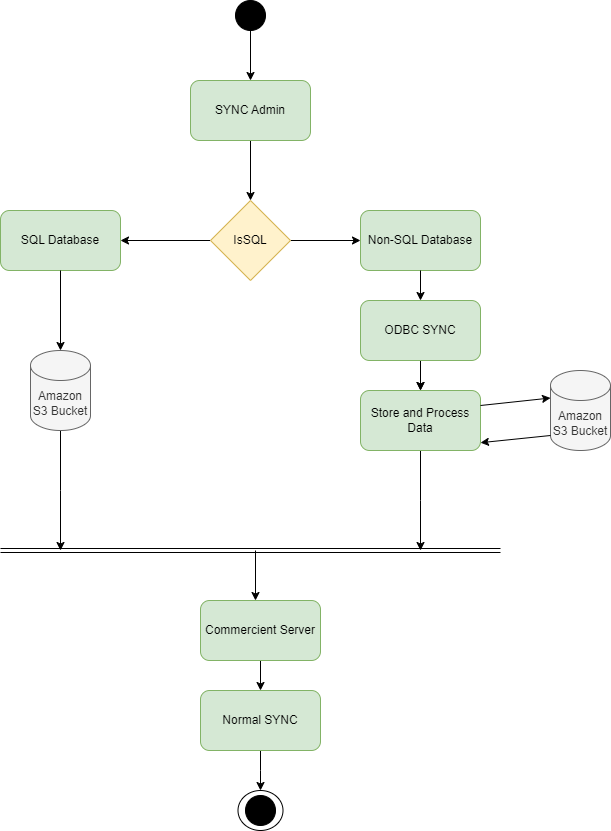 SYNC Admin
SQL Database
IsSQL
Non-SQL Database
ODBC SYNC
Amazon
S3 Bucket
Store and Process
Data
Amazon
S3 Bucket
Commercient Server
Normal SYNC